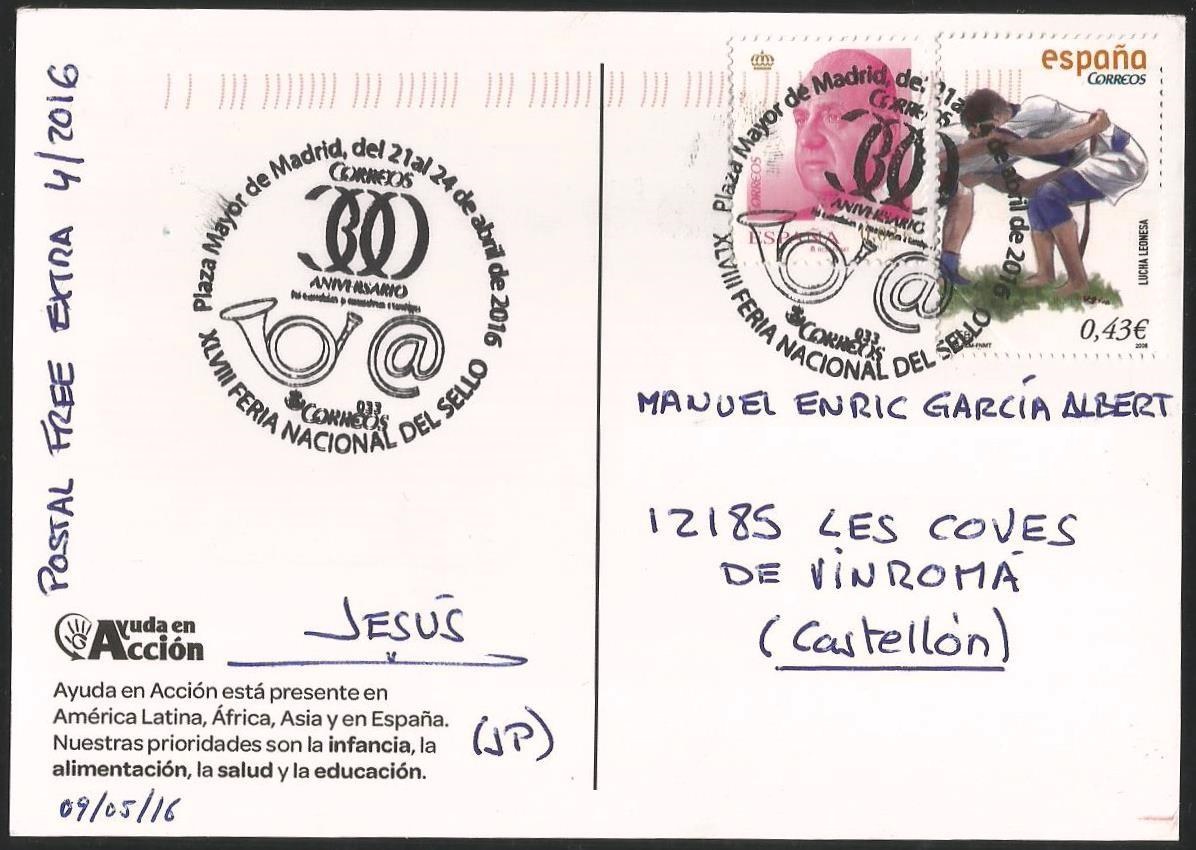 POSTAL FREE EXTRA 4/2016
Plaza Mayor de Madrid, del 21 al 24 de abril de 2016
CORREOS
300
ANIVERSARIO
033
CORREOS
XLVIII FERIA NACIONAL DEL SELLO
Ayuda en
Acción
JESÚS
Ayuda en Acción está presente en
América Latina, África, Asia y en España.
Nuestras prioridades son la infancia, la
alimentación, la salud y la educación.
(JP)
09/05/16
CORREOS
ESPAÑA
españa
CORREOS
LUCHA LEONESA
0,43€
2008
Plaza Mayor de Madrid, del 21 al de abril de 2016
CORREOS
300
ANIVERSARIO
033
CORREOS
XLVIII FERIA NACIONAL DEL SELLO
MANUEL ENRIC GARCÍA ALBERT
12185 LES COVES
DE VINROMÁ
(Castellón)